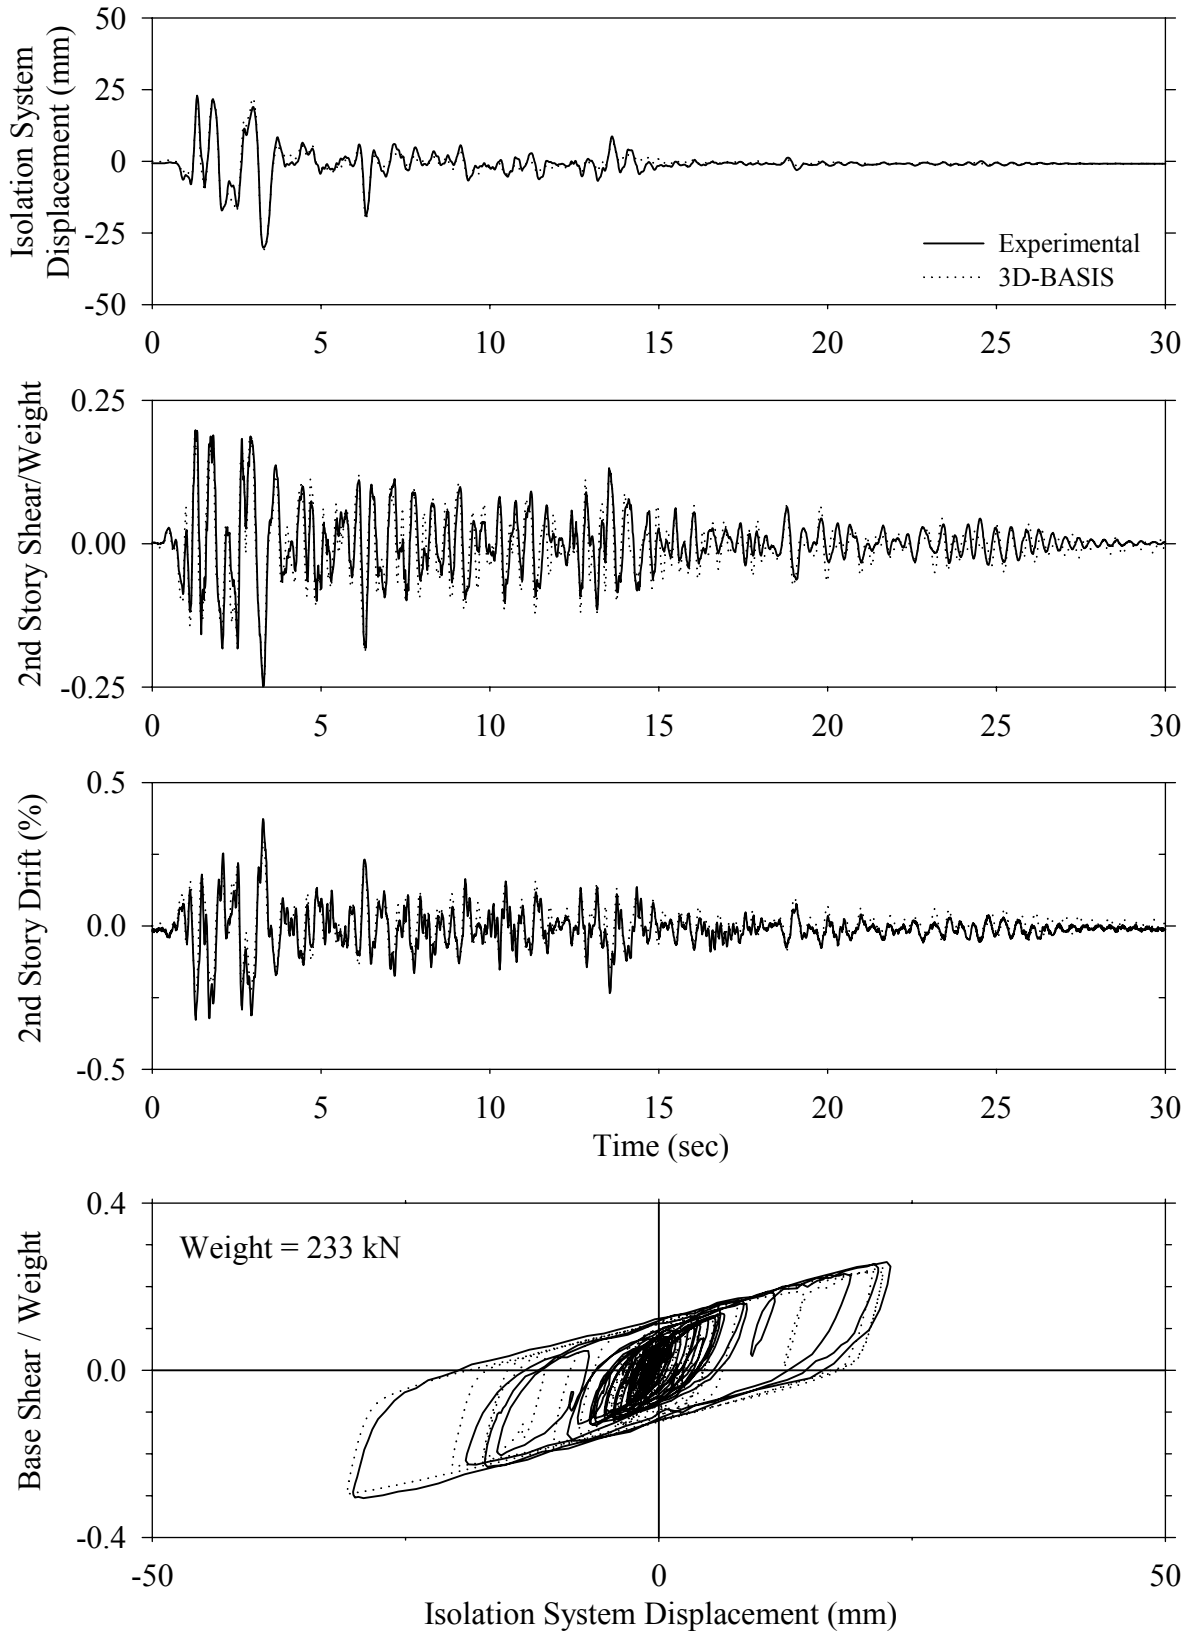 Isolation System
Displacement (mm)
50
25
0
-25
-50
Experimental
3D-BASIS
0 5 10 15 20 25 30
2nd Story Shear/Weight
0.25
0.00
-0.25
0 5 10 15 20 25 30
2nd Story Drift (%)
0.5
0.0
-0.5
0 5 10 15 20 25 30
Time (sec)
Base Shear / Weight
0.4
0.0
-0.4
Weight = 233 kN
-50 0 50
Isolation System Displacement (mm)